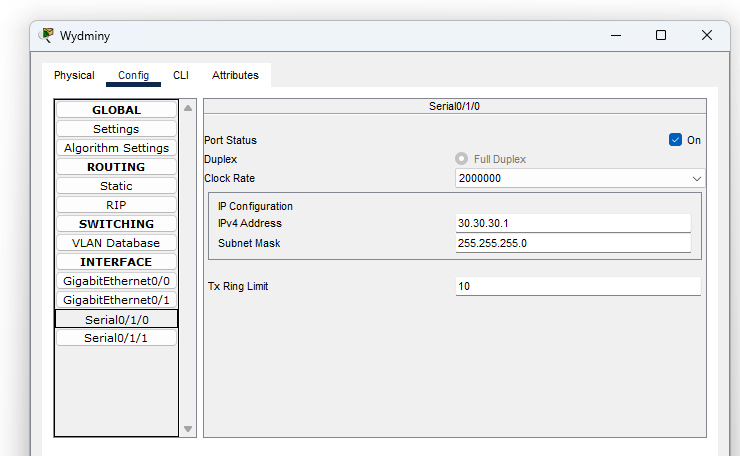 Wydminy
Physical Config CLI Attributes
GLOBAL
Settings
Algorithm Settings
ROUTING
Static
RIP
SWITCHING
VLAN Database
INTERFACE
GigabitEthernet0/0
GigabitEthernet0/1
Serial0/1/0
Serial0/1/1
Serial0/1/0
Port Status On
Duplex Full Duplex
Clock Rate 2000000
IP Configuration
IPv4 Address 30.30.30.1
Subnet Mask 255.255.255.0
Tx Ring Limit 10